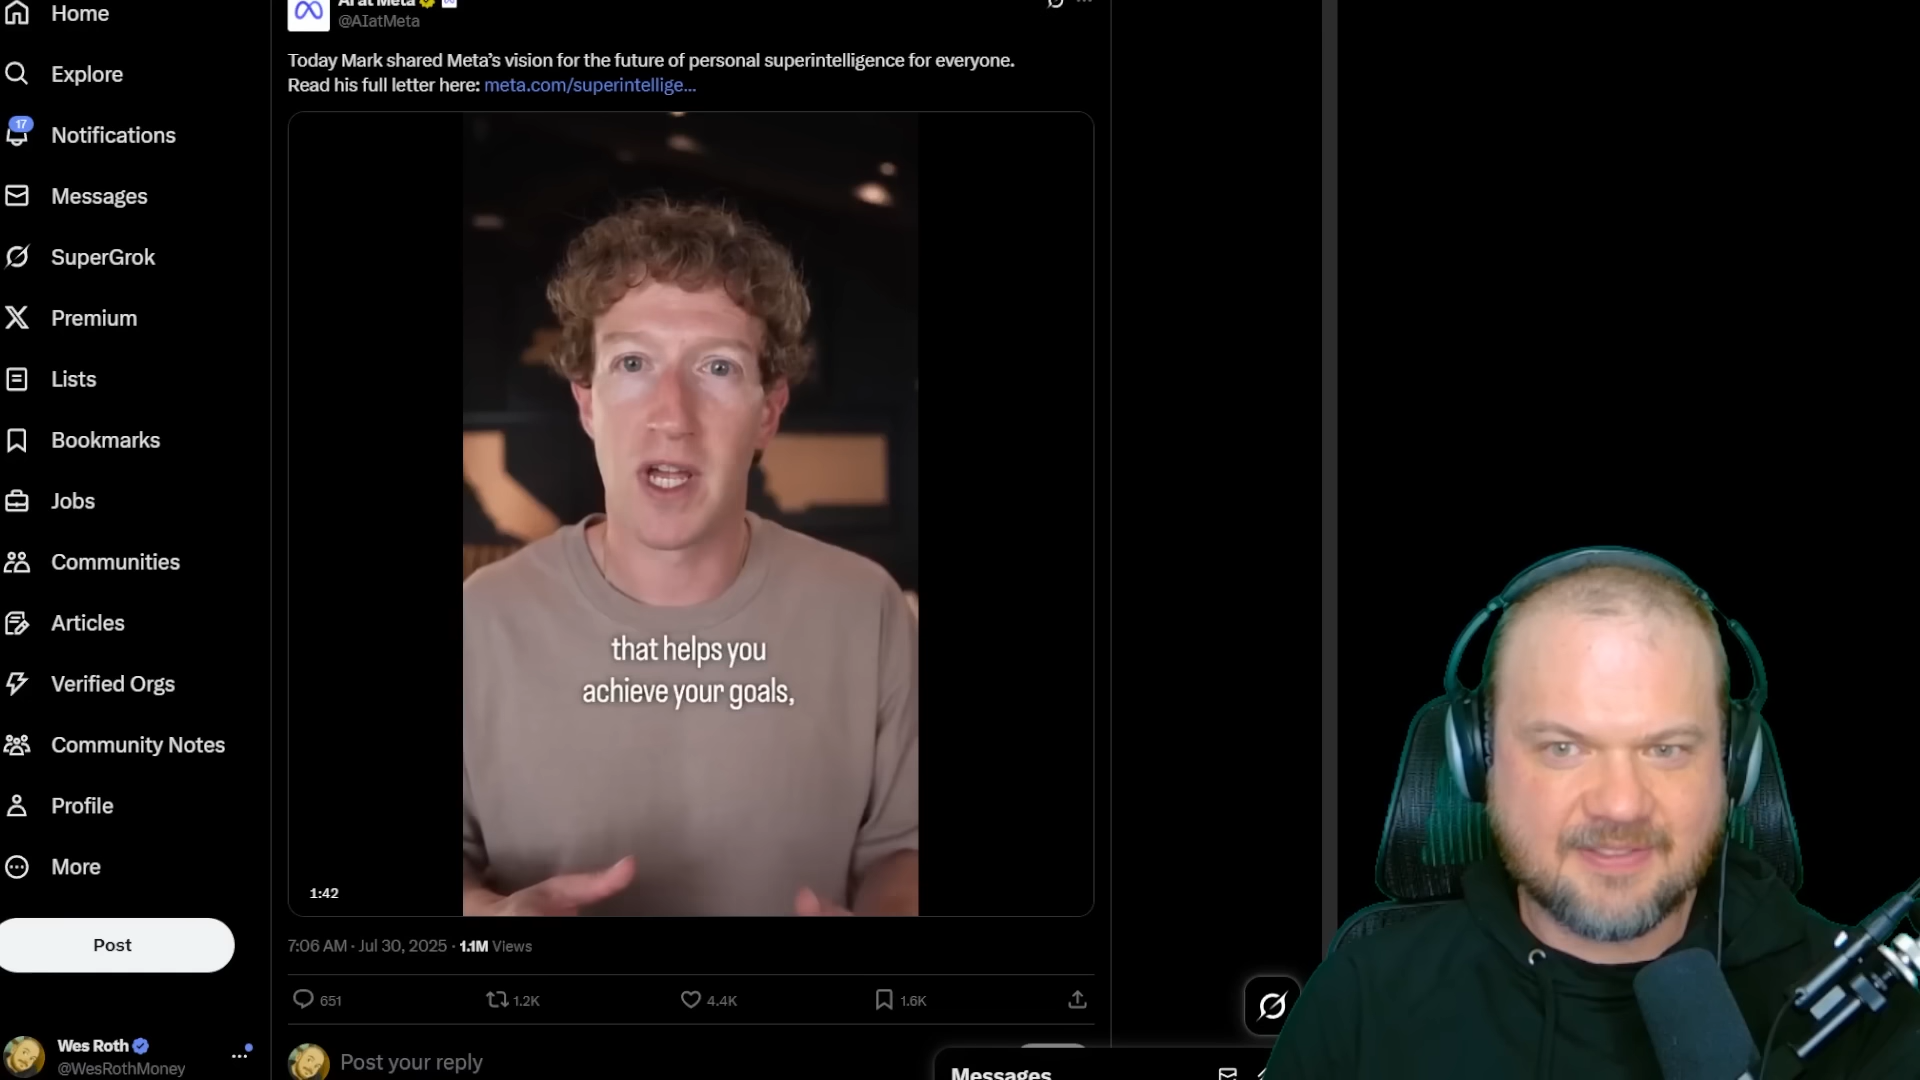 Home
Explore
17
Notifications
Messages
SuperGrok
Premium
Lists
Bookmarks
Jobs
Communities
Articles
Verified Orgs
Community Notes
Profile
More
Post
Wes Roth
@WesRothMoney
AI at Meta
@AIatMeta
Today Mark shared Meta’s vision for the future of personal superintelligence for everyone.
Read his full letter here: meta.com/superintellige...
that helps you
achieve your goals,
1:42
7:06 AM · Jul 30, 2025 · 1.1M Views
651 1.2K 4.4K 1.6K
Post your reply
Messages